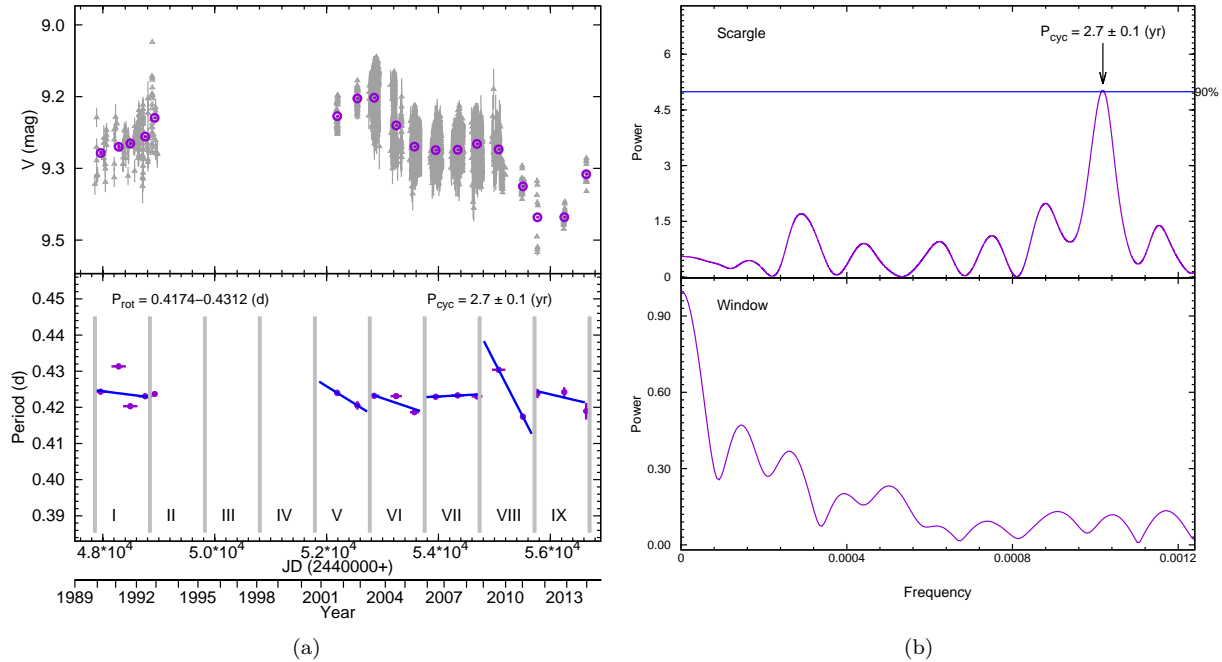 9.0
9.2
9.3
9.5
V (mag)
P_rot = 0.4174−0.4312 (d)
P_cyc = 2.7 ± 0.1 (yr)
0.45
0.44
0.43
0.42
0.41
0.40
0.39
Period (d)
I II III IV V VI VII VIII IX
4.8*10^4 5.0*10^4 5.2*10^4 5.4*10^4 5.6*10^4
JD (2440000+)
1989 1992 1995 1998 2001 2004 2007 2010 2013
Year
(a)
Scargle
P_cyc = 2.7 ± 0.1 (yr)
90%
6
4.5
3
1.5
0
Power
Window
0.90
0.60
0.30
0.00
Power
0 0.0004 0.0008 0.0012
Frequency
(b)